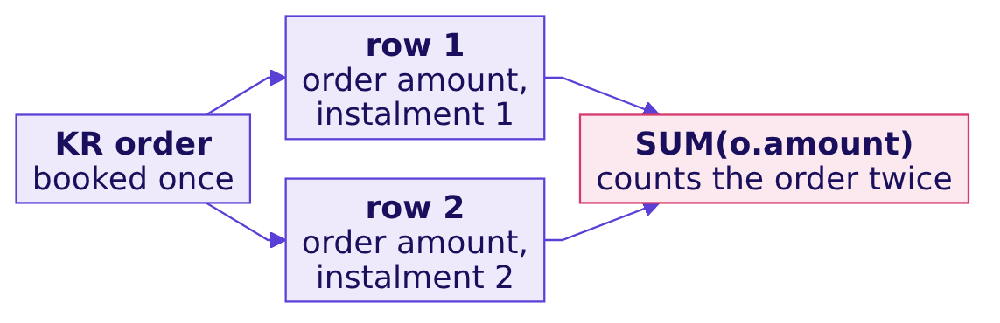 KR order
booked once
row 1
order amount,
instalment 1
row 2
order amount,
instalment 2
SUM(o.amount)
counts the order twice